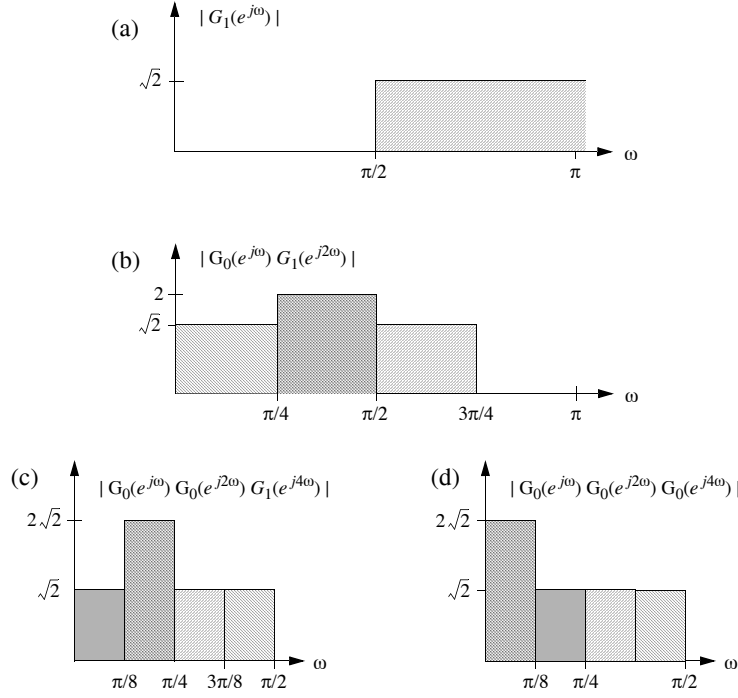 (a)
| G₁(e^{jω}) |
√2
π/2
π
ω
(b)
| G₀(e^{jω}) G₁(e^{j2ω}) |
2
√2
π/4
π/2
3π/4
π
ω
(c)
| G₀(e^{jω}) G₀(e^{j2ω}) G₁(e^{j4ω}) |
2√2
√2
π/8
π/4
3π/8
π/2
ω
(d)
| G₀(e^{jω}) G₀(e^{j2ω}) G₀(e^{j4ω}) |
2√2
√2
π/8
π/4
π/2
ω